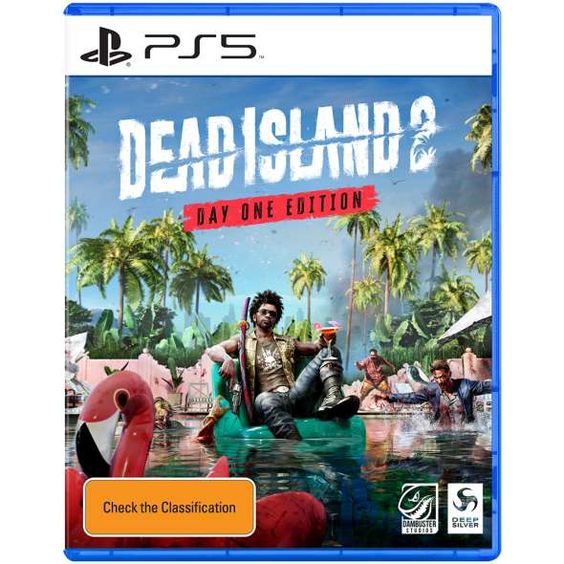 PS5
DEAD ISLAND 2
DAY ONE EDITION
Check the Classification
DAMBUSTER
STUDIOS
DEEP
SILVER